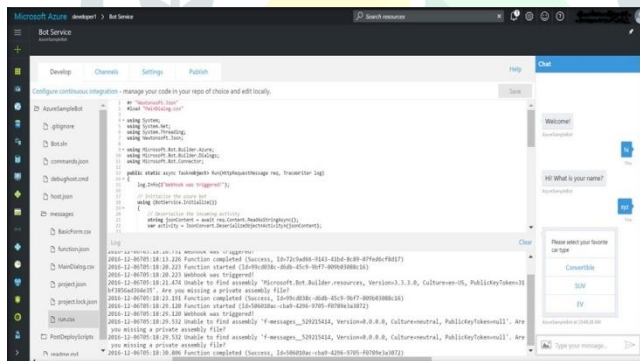 Microsoft Azure developer1 > Bot Service
Search resources
Bot Service
AzureSampleBot
Develop
Channels
Settings
Publish
Help
Configure continuous integration - manage your code in your repo of choice and edit locally.
Save
AzureSampleBot
.gitignore
Bot.sln
commands.json
debughost.cmd
host.json
messages
BasicForm.csx
function.json
MainDialog.csx
project.json
project.lock.json
run.csx
PostDeployScripts
readme.md
#r "Newtonsoft.Json"
#load "MainDialog.csx"
using System;
using System.Net;
using System.Threading;
using Newtonsoft.Json;
using Microsoft.Bot.Builder.Azure;
using Microsoft.Bot.Builder.Dialogs;
using Microsoft.Bot.Connector;
public static async Task<object> Run(HttpRequestMessage req, TraceWriter log)
{
log.Info($"Webhook was triggered!");
// Initialize the azure bot
using (BotService.Initialize())
{
// Deserialize the incoming activity
string jsonContent = await req.Content.ReadAsStringAsync();
var activity = JsonConvert.DeserializeObject<Activity>(jsonContent);
Log
Clear
Webhook was triggered!
Function completed (Success,
Function started
Webhook was triggered!
Unable to find assembly 'Microsoft.Bot.Builder.resources, Version=3.3.3.0, Culture=en-US,
Are you missing a private assembly file?
Function completed (Success,
Function started
Webhook was triggered!
Unable to find assembly
Version=0.0.0.0, Culture=neutral, PublicKeyToken=null'. Are
you missing a private assembly file?
Unable to find assembly
Version=0.0.0.0, Culture=neutral, PublicKeyToken=null'. Are
you missing a private assembly file?
Function completed (Success,
Chat
Welcome!
AzureSampleBot
hi
You
Hi! What is your name?
AzureSampleBot
xyz
You
Please select your favorite
car type
Convertible
SUV
EV
Type your message...